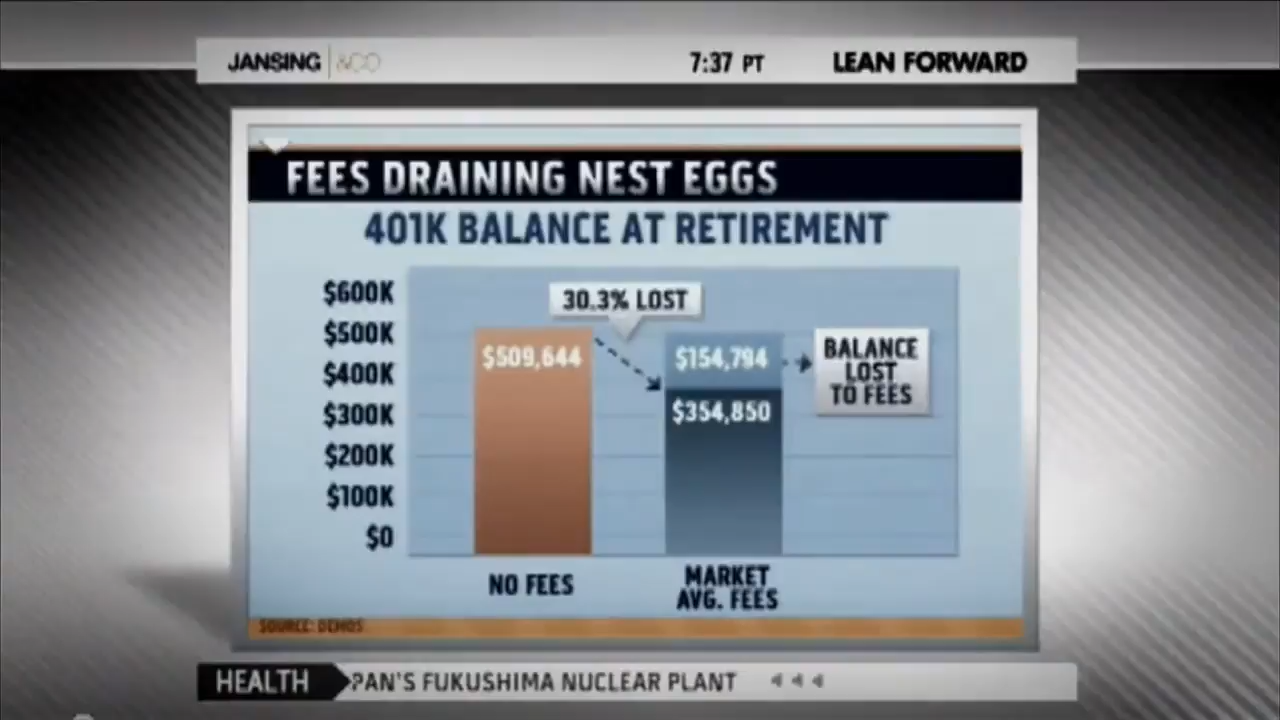 JANSING &CO
7:37 PT
LEAN FORWARD
FEES DRAINING NEST EGGS
401K BALANCE AT RETIREMENT
$600K
$500K
$400K
$300K
$200K
$100K
$0
30.3% LOST
$509,644
$154,794
$354,850
BALANCE
LOST
TO FEES
NO FEES
MARKET
AVG. FEES
SOURCE: DEMOS
HEALTH
PAN'S FUKUSHIMA NUCLEAR PLANT